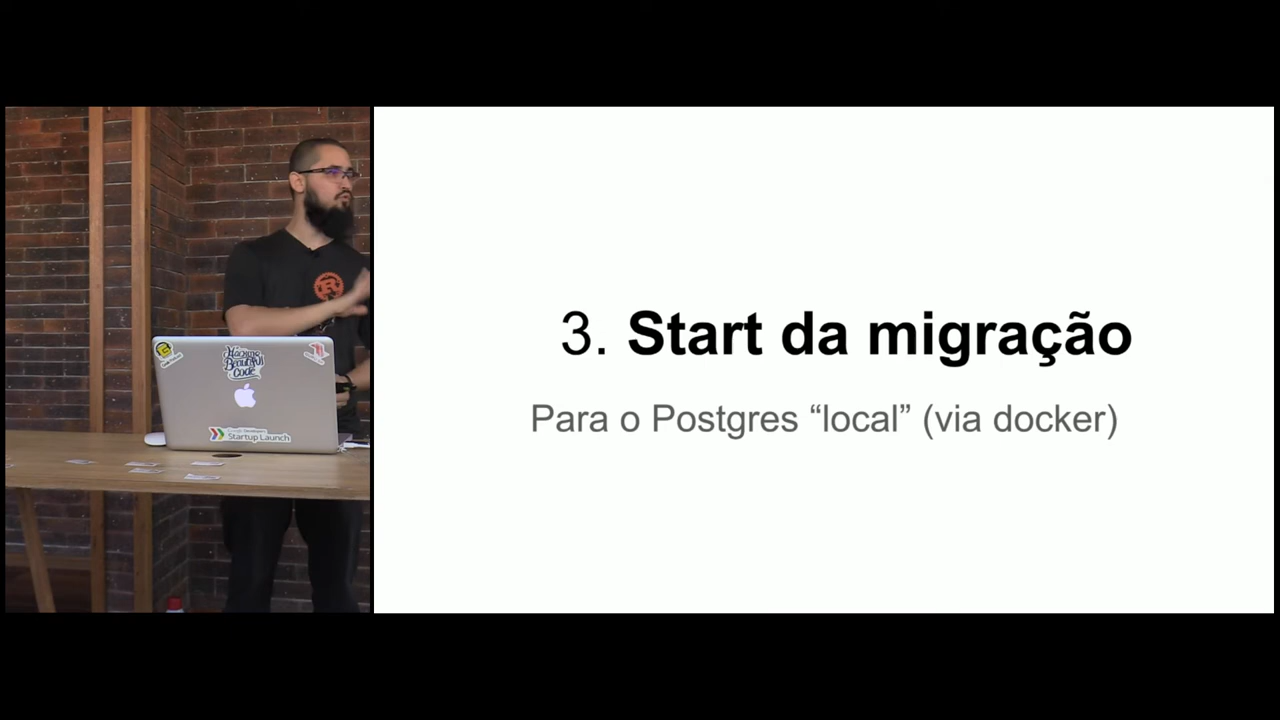 3. Start da migração
Para o Postgres “local” (via docker)
Hacking
Beautiful
Code
Startup Launch
R